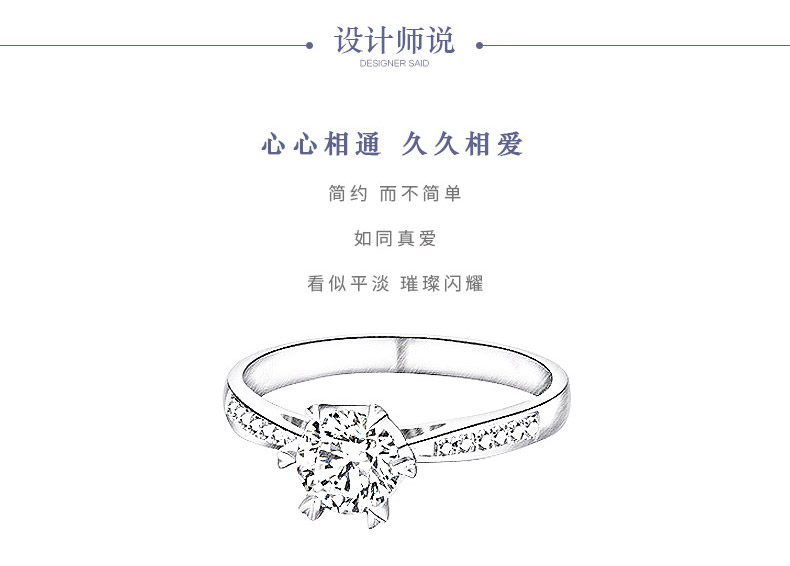 设计师说
DESIGNER SAID
心心相通 久久相爱
简约 而不简单
如同真爱
看似平淡 璀璨闪耀